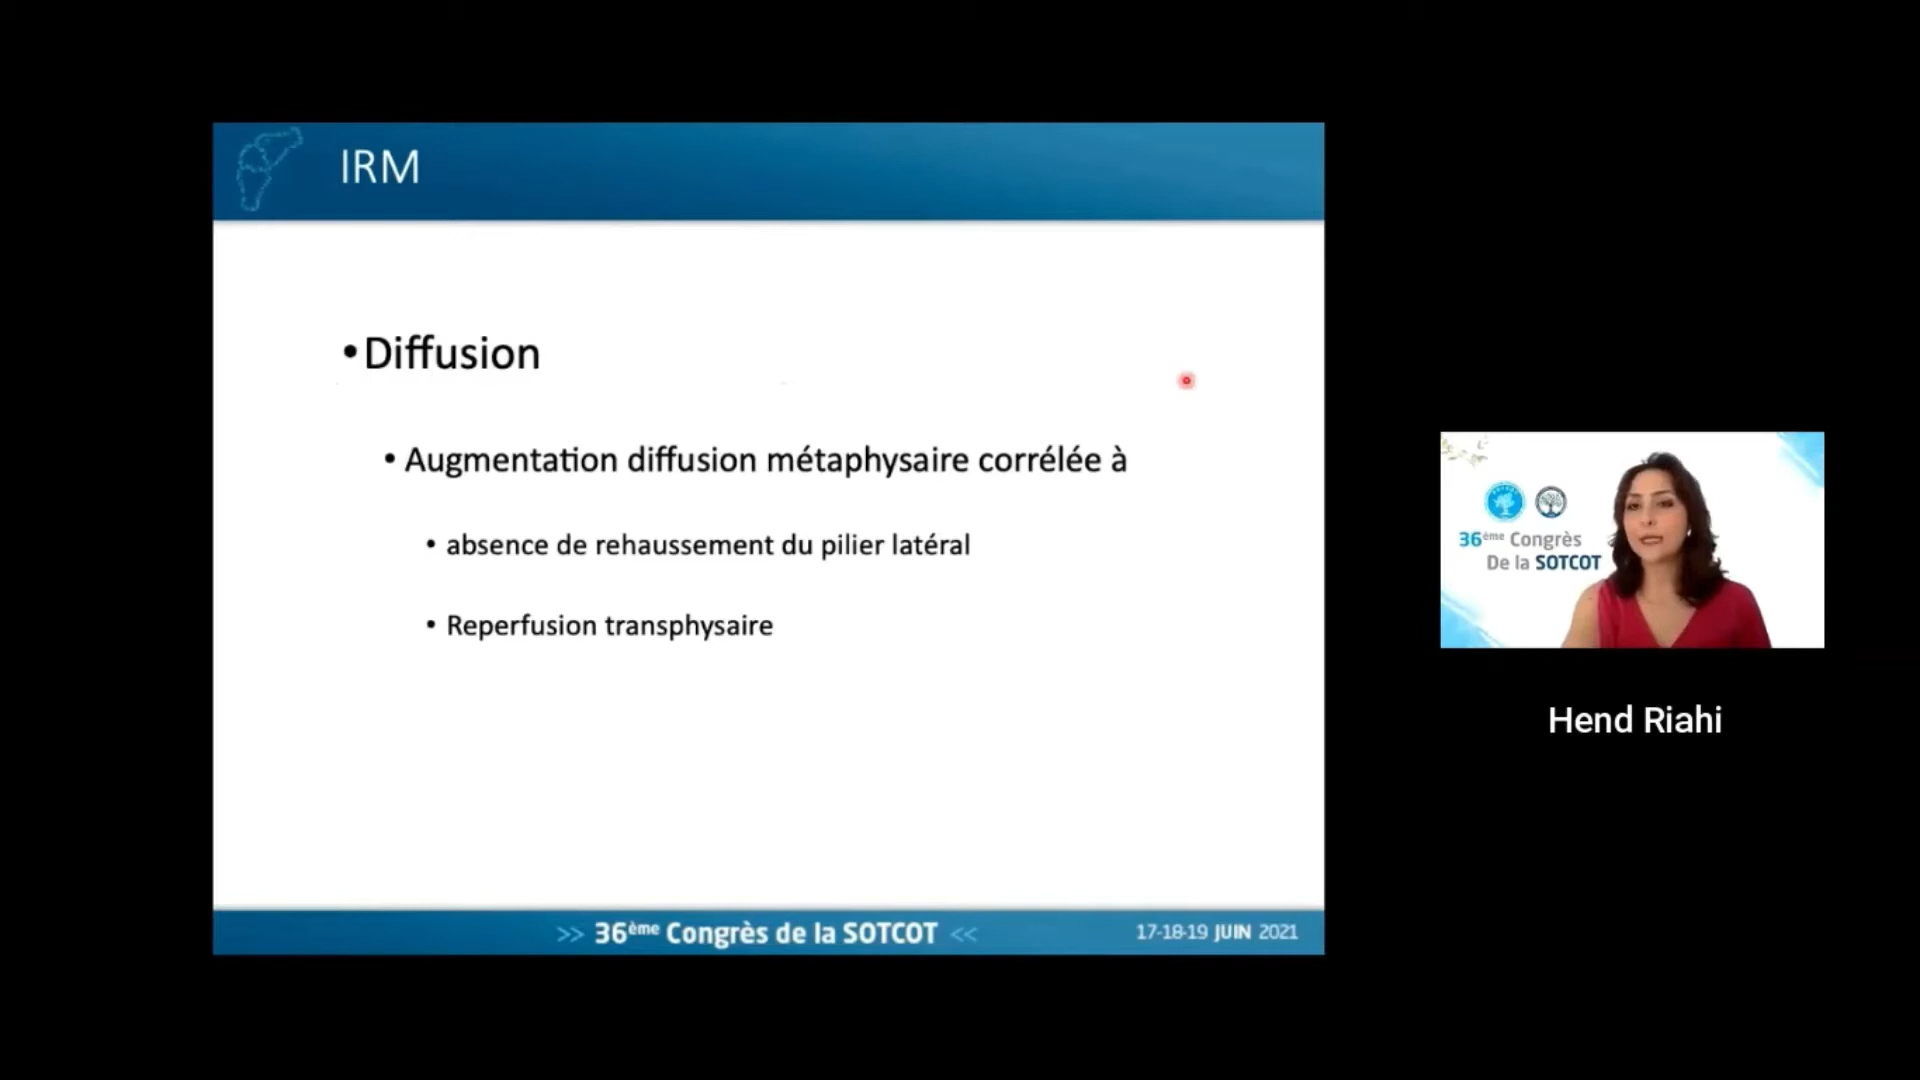 IRM
•Diffusion
• Augmentation diffusion métaphysaire corrélée à
• absence de rehaussement du pilier latéral
• Reperfusion transphysaire
>> 36ème Congrès de la SOTCOT <<
17-18-19 JUIN 2021
36ème Congrès
De la SOTCOT
Hend Riahi